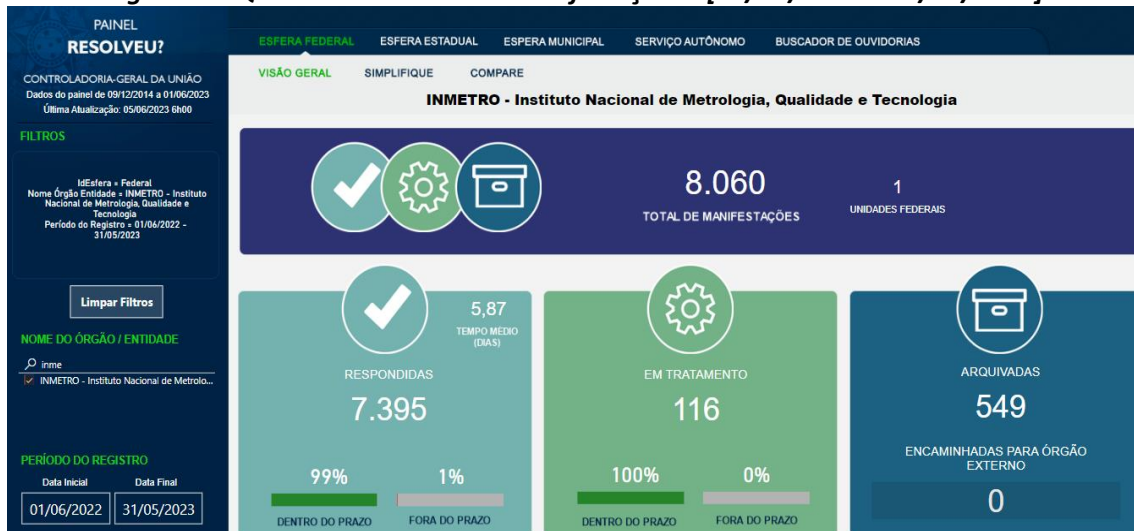 PAINEL
RESOLVEU?
CONTROLADORIA-GERAL DA UNIÃO
Dados do painel de 09/12/2014 a 01/06/2023
Última Atualização: 05/06/2023 6h00
FILTROS
IdEsfera = Federal
Nome Órgão Entidade = INMETRO - Instituto
Nacional de Metrologia, Qualidade e
Tecnologia
Período do Registro = 01/06/2022 -
31/05/2023
Limpar Filtros
NOME DO ÓRGÃO / ENTIDADE
inme
INMETRO - Instituto Nacional de Metrolo...
PERÍODO DO REGISTRO
Data Inicial Data Final
01/06/2022 31/05/2023
ESFERA FEDERAL ESFERA ESTADUAL ESPERA MUNICIPAL SERVIÇO AUTÔNOMO BUSCADOR DE OUVIDORIAS
VISÃO GERAL SIMPLIFIQUE COMPARE
INMETRO - Instituto Nacional de Metrologia, Qualidade e Tecnologia
8.060
TOTAL DE MANIFESTAÇÕES
1
UNIDADES FEDERAIS
5,87
TEMPO MÉDIO
(DIAS)
RESPONDIDAS
7.395
99% 1%
DENTRO DO PRAZO FORA DO PRAZO
EM TRATAMENTO
116
100% 0%
DENTRO DO PRAZO FORA DO PRAZO
ARQUIVADAS
549
ENCAMINHADAS PARA ÓRGÃO
EXTERNO
0